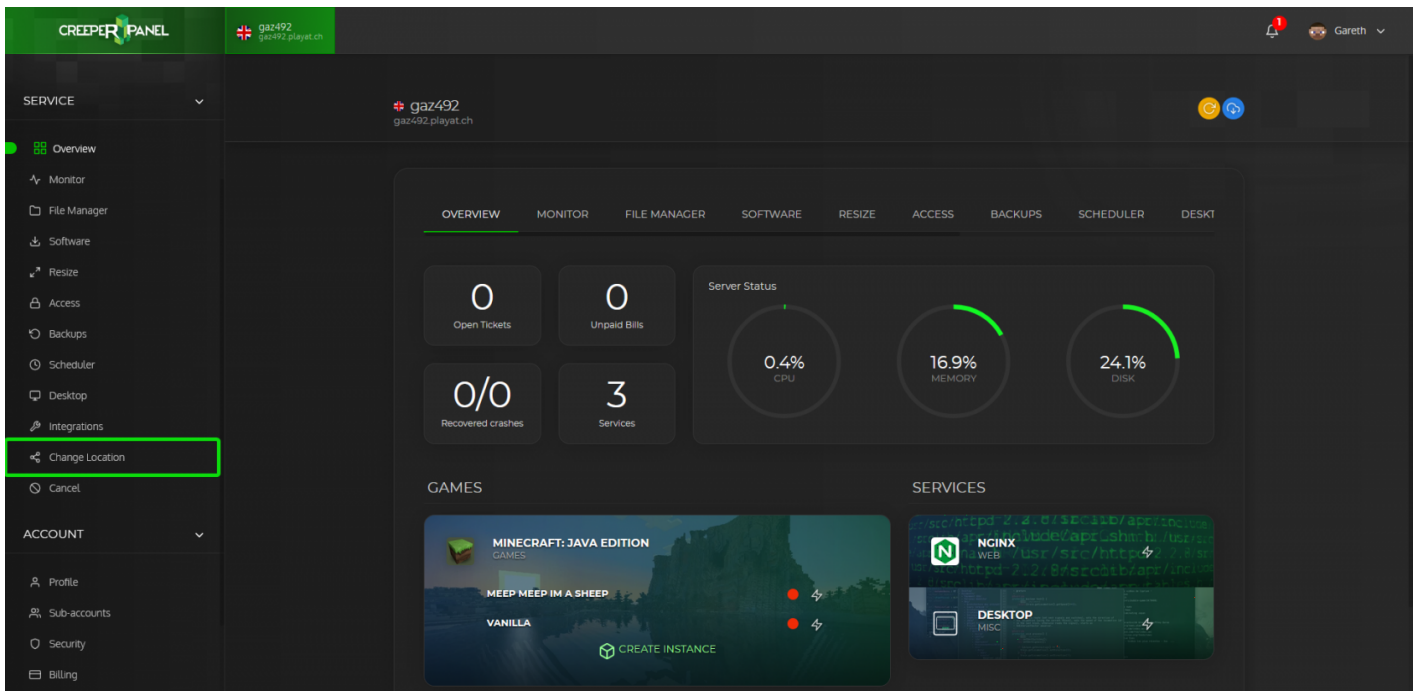 CREEPER PANEL
gaz492
gaz492.playat.ch
1
Gareth
SERVICE
Overview
Monitor
File Manager
Software
Resize
Access
Backups
Scheduler
Desktop
Integrations
Change Location
Cancel
ACCOUNT
Profile
Sub-accounts
Security
Billing
gaz492
gaz492.playat.ch
OVERVIEW MONITOR FILE MANAGER SOFTWARE RESIZE ACCESS BACKUPS SCHEDULER DESKT
0
Open Tickets
0
Unpaid Bills
0/0
Recovered crashes
3
Services
Server Status
0.4%
CPU
16.9%
MEMORY
24.1%
DISK
GAMES
MINECRAFT: JAVA EDITION
GAMES
MEEP MEEP IM A SHEEP
VANILLA
CREATE INSTANCE
SERVICES
NGINX
WEB
DESKTOP
MISC